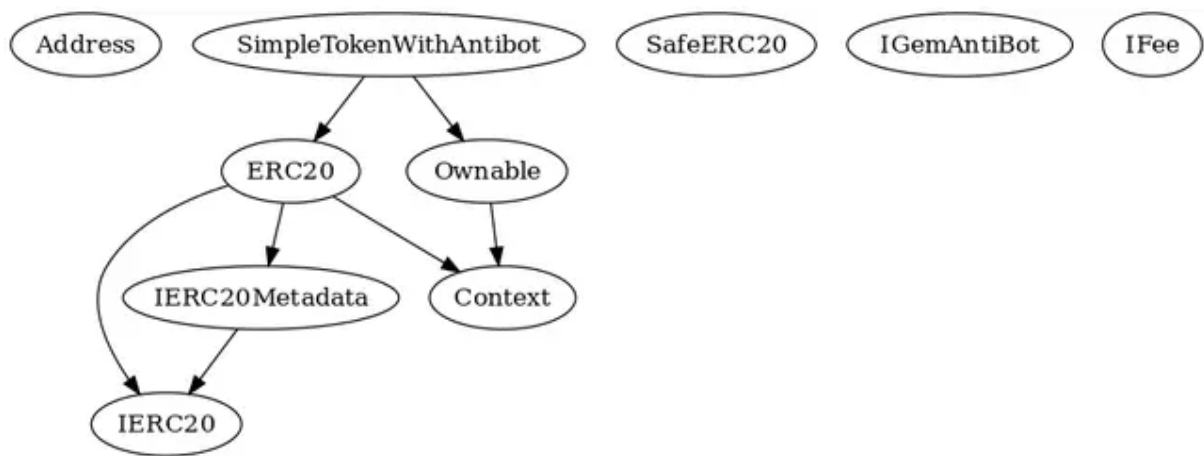 Address
SimpleTokenWithAntibot
SafeERC20
IGemAntiBot
IFee
ERC20
Ownable
IERC20Metadata
Context
IERC20